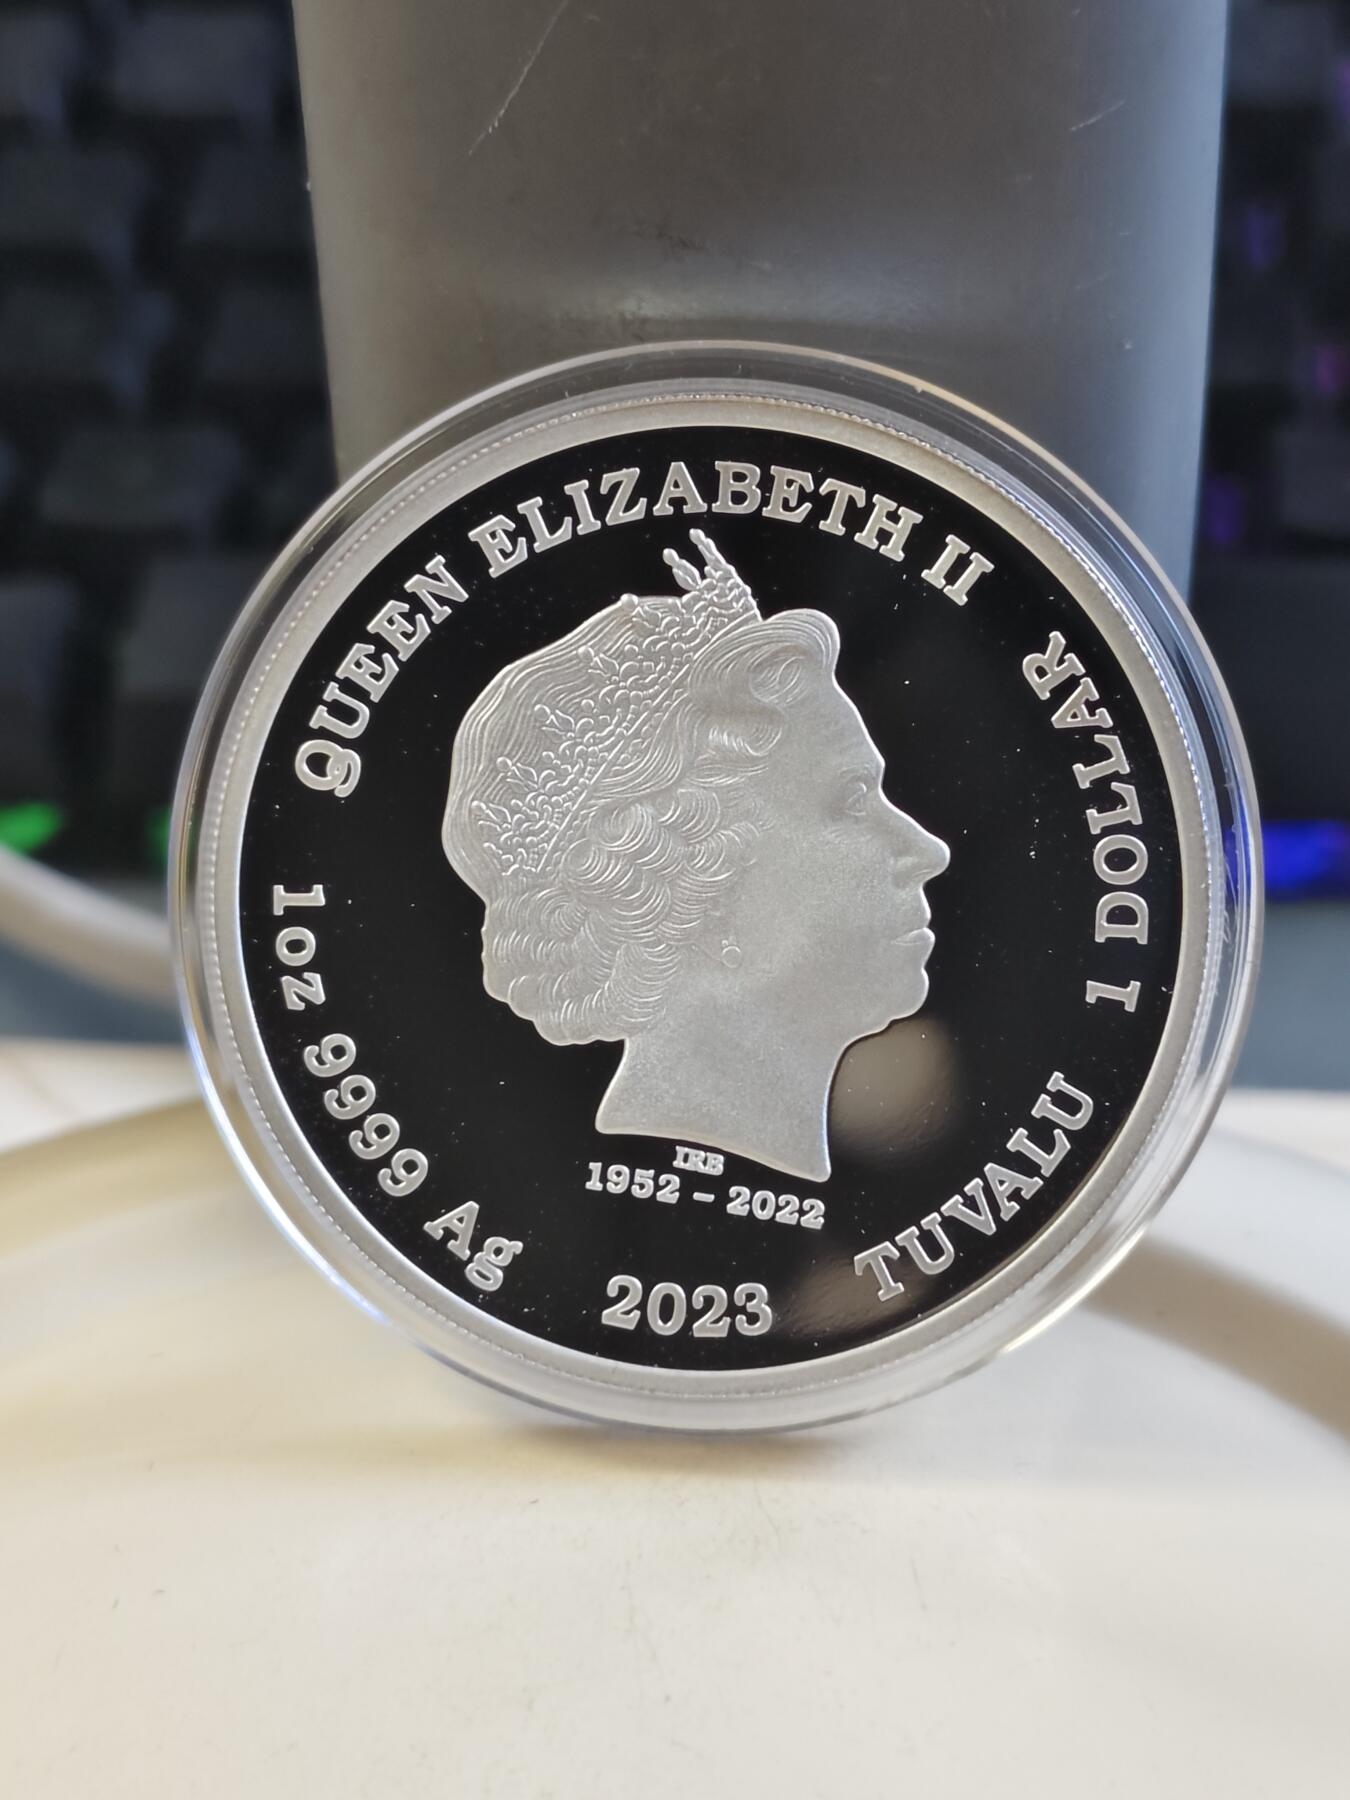 QUEEN ELIZABETH II
1 DOLLAR
TUVALU
2023
1oz 9999 Ag
IRB
1952 - 2022